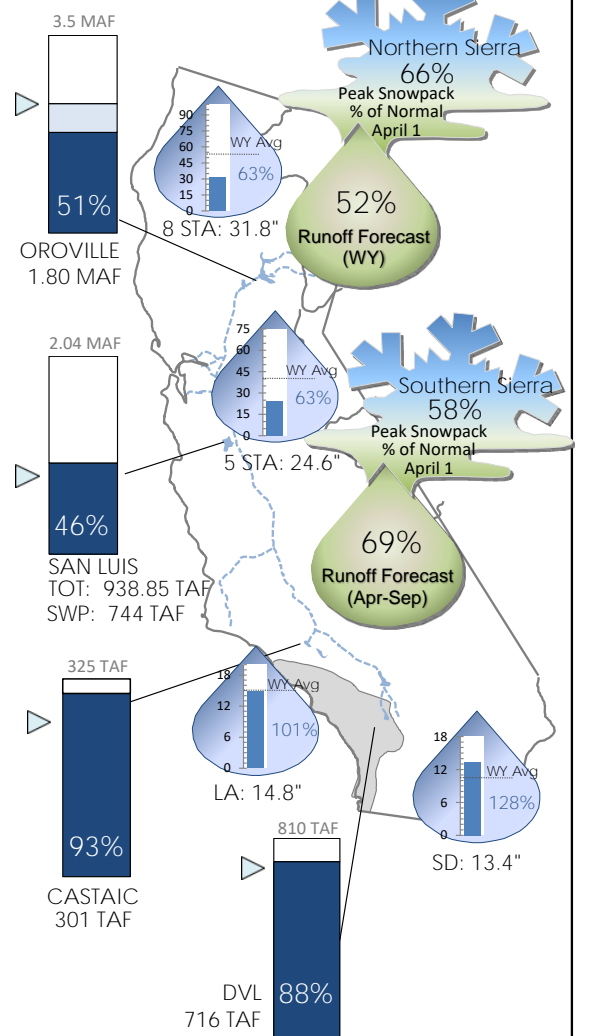 3.5 MAF
51%
OROVILLE
1.80 MAF
90
75
60
45
30
15
0
WY Avg
63%
8 STA: 31.8"
Northern Sierra
66%
Peak Snowpack
% of Normal
April 1
52%
Runoff Forecast
(WY)
2.04 MAF
46%
SAN LUIS
TOT: 938.85 TAF
SWP: 744 TAF
75
60
45
30
15
0
WY Avg
63%
5 STA: 24.6"
Southern Sierra
58%
Peak Snowpack
% of Normal
April 1
69%
Runoff Forecast
(Apr-Sep)
325 TAF
93%
CASTAIC
301 TAF
18
12
6
0
WY Avg
101%
LA: 14.8"
18
12
6
0
WY Avg
128%
SD: 13.4"
810 TAF
88%
DVL
716 TAF